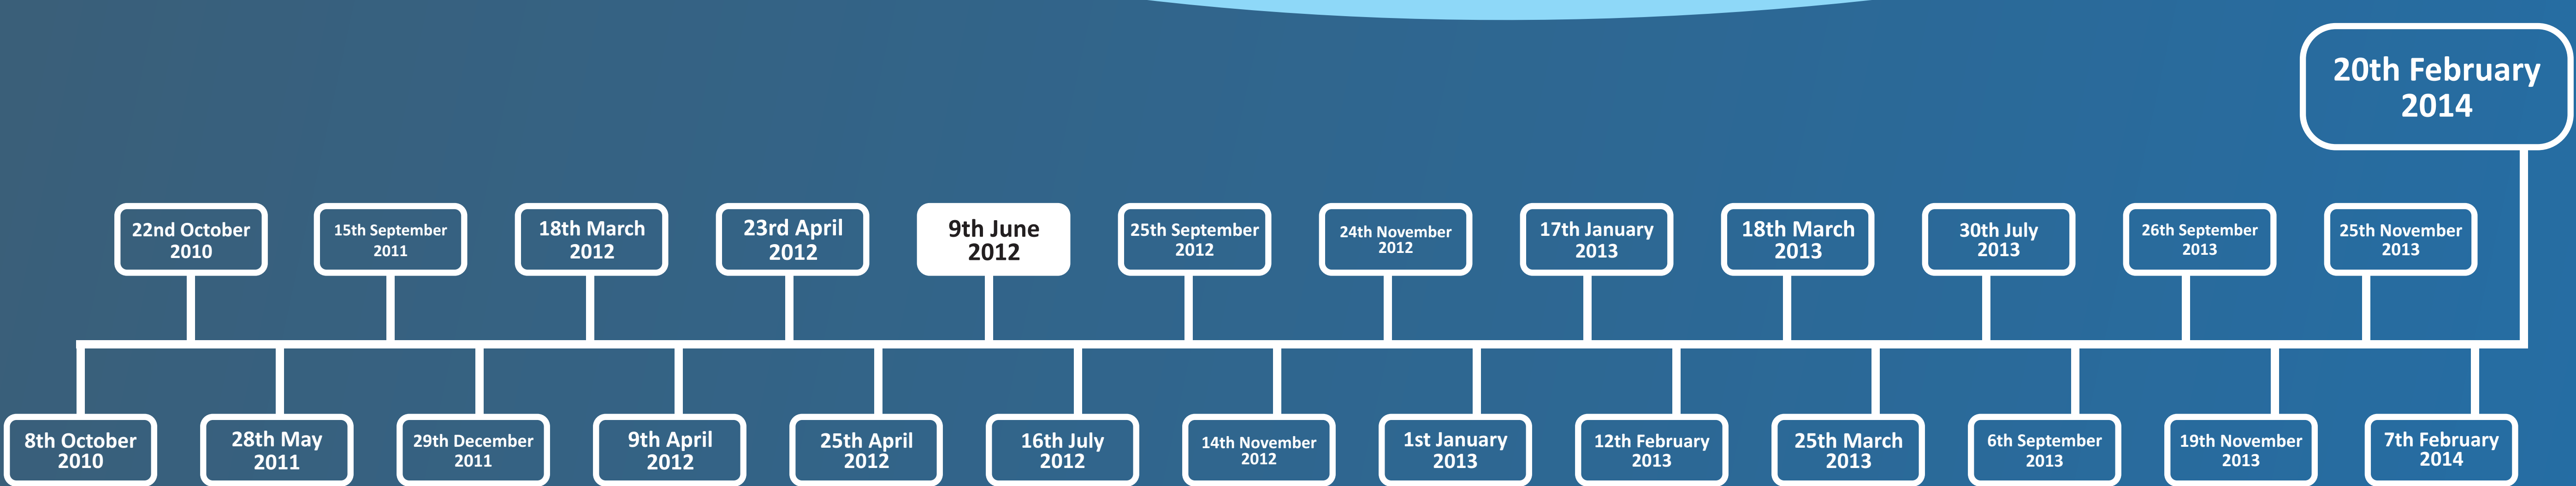 20th February
2014
22nd October
2010
15th September
2011
18th March
2012
23rd April
2012
9th June
2012
25th September
2012
24th November
2012
17th January
2013
18th March
2013
30th July
2013
26th September
2013
25th November
2013
8th October
2010
28th May
2011
29th December
2011
9th April
2012
25th April
2012
16th July
2012
14th November
2012
1st January
2013
12th February
2013
25th March
2013
6th September
2013
19th November
2013
7th February
2014